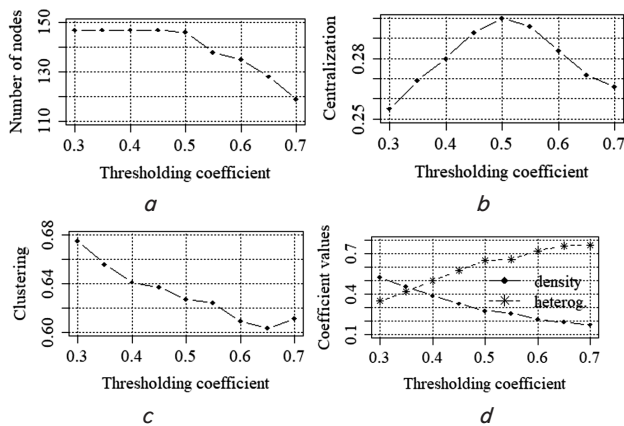 Number of nodes
150
130
110
0.3 0.4 0.5 0.6 0.7
Thresholding coefficient
a
Centralization
0.28
0.25
0.3 0.4 0.5 0.6 0.7
Thresholding coefficient
b
Clustering
0.68
0.64
0.60
0.3 0.4 0.5 0.6 0.7
Thresholding coefficient
c
Coefficient values
0.7
0.4
0.1
density
heterog.
0.3 0.4 0.5 0.6 0.7
Thresholding coefficient
d